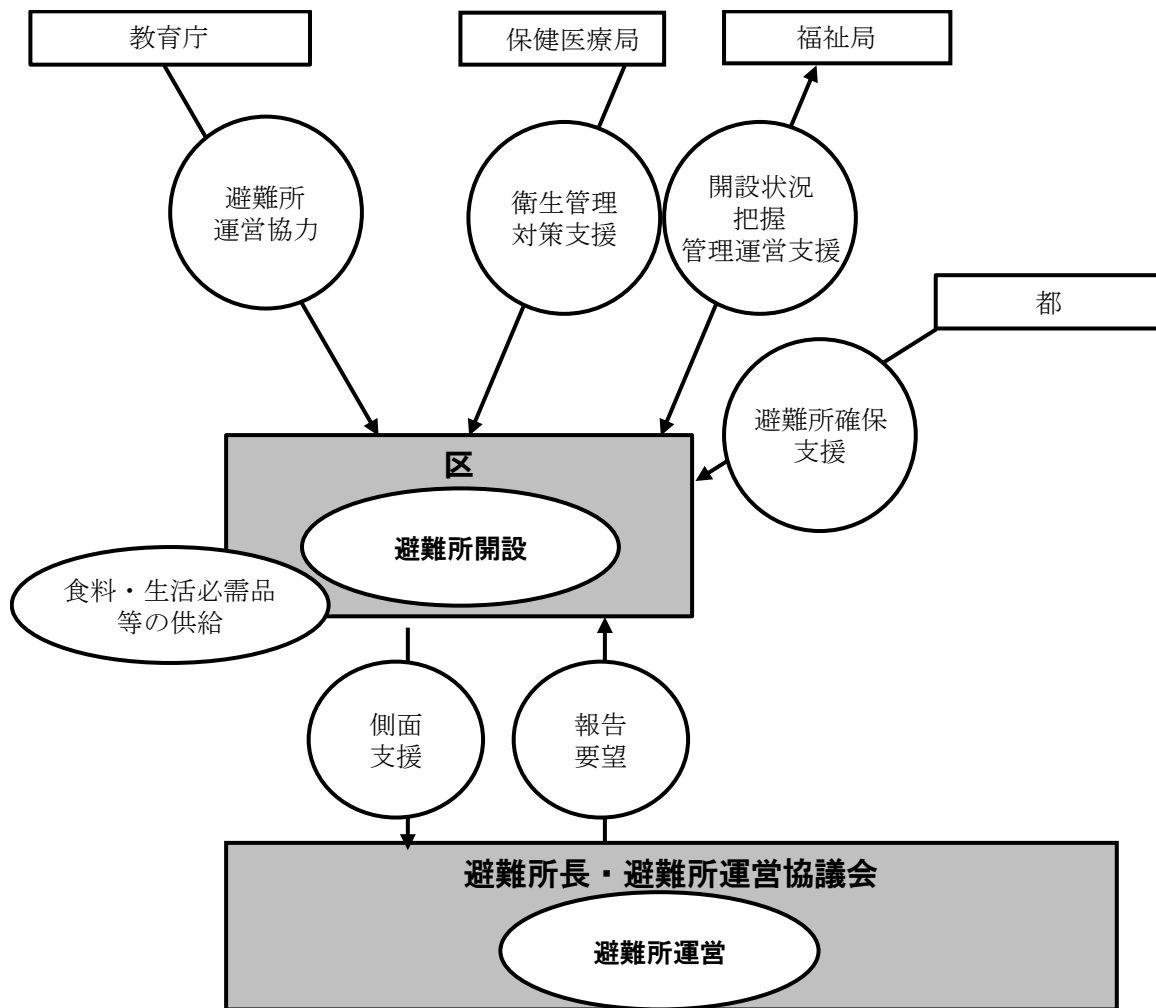 教育庁
保健医療局
福祉局
避難所
運営協力
衛生管理
対策支援
開設状況
把握
管理運営支援
都
避難所確保
支援
区
避難所開設
食料・生活必需品
等の供給
側面
支援
報告
要望
避難所長・避難所運営協議会
避難所運営